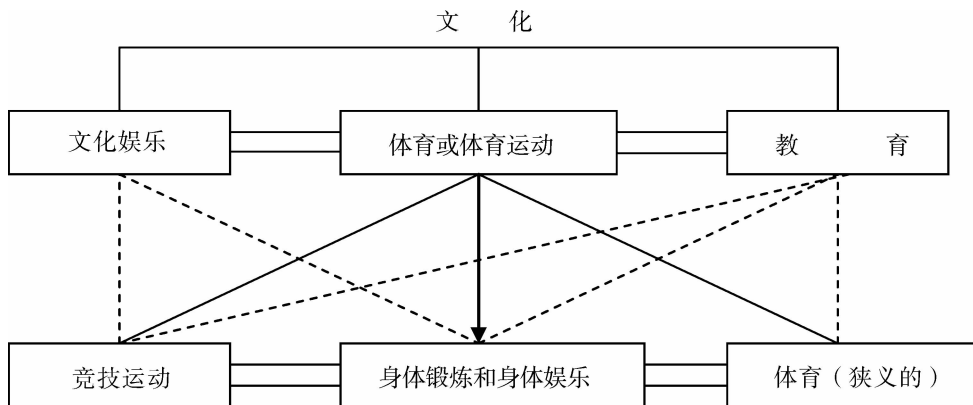 文 化
文化娱乐
体育或体育运动
教 育
竞技运动
身体锻炼和身体娱乐
体育（狭义的）